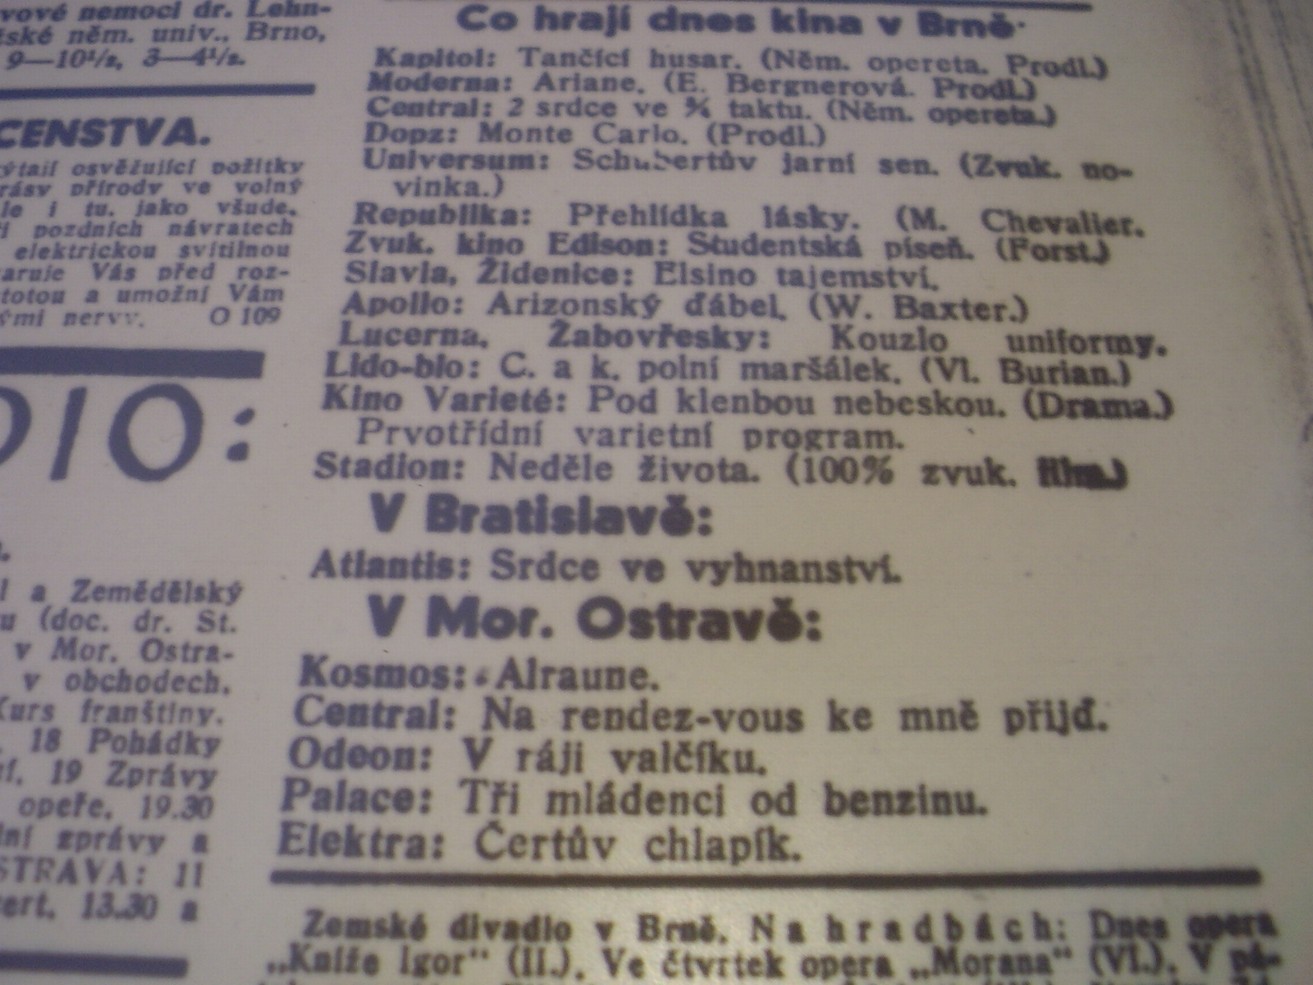 vové nemoci dr. Lehn-
ské něm. univ., Brno,
9—10½, 3—4½.
CENSTVA.
ýtají osvěžující požitky
rásy přírody ve volný
le i tu, jako všude,
ři pozdních návratech
elektrickou svítilnou
aruje Vás před roz-
totou a umožní Vám
ými nervy. O 109
DIO:
l a Zemědělský
u (doc. dr. St.
v Mor. Ostra-
v obchodech.
Kurs franštiny.
18 Pohádky
19 Zprávy
opeře. 19.30
ní zprávy a
STRAVA: 11
ert. 13.30 a
Co hrají dnes kina v Brně.
Kapitol: Tančící husar. (Něm. opereta. Prodl.)
Moderna: Ariane. (E. Bergnerová. Prodl.)
Central: 2 srdce ve ¾ taktu. (Něm. opereta.)
Dopz: Monte Carlo. (Prodl.)
Universum: Schubertův jarní sen. (Zvuk. no-
vinka.)
Republika: Přehlídka lásky. (M. Chevalier.
Zvuk. kino Edison: Studentská píseň. (Forst.)
Slavia, Židenice: Elsino tajemství.
Apollo: Arizonský ďábel. (W. Baxter.)
Lucerna, Žabovřesky: Kouzlo uniformy.
Lido-bio: C. a k. polní maršálek. (Vl. Burian.)
Kino Varieté: Pod klenbou nebeskou. (Drama.)
Prvotřídní varietní program.
Stadion: Neděle života. (100% zvuk. film.)
V Bratislavě:
Atlantis: Srdce ve vyhnanství.
V Mor. Ostravě:
Kosmos: Alraune.
Central: Na rendez-vous ke mně přijď.
Odeon: V ráji valčíku.
Palace: Tři mládenci od benzinu.
Elektra: Čertův chlapík.
Zemské divadlo v Brně. Na hradbách: Dnes opera
„Kníže Igor“ (II.). Ve čtvrtek opera „Morana“ (VI.). V pá-